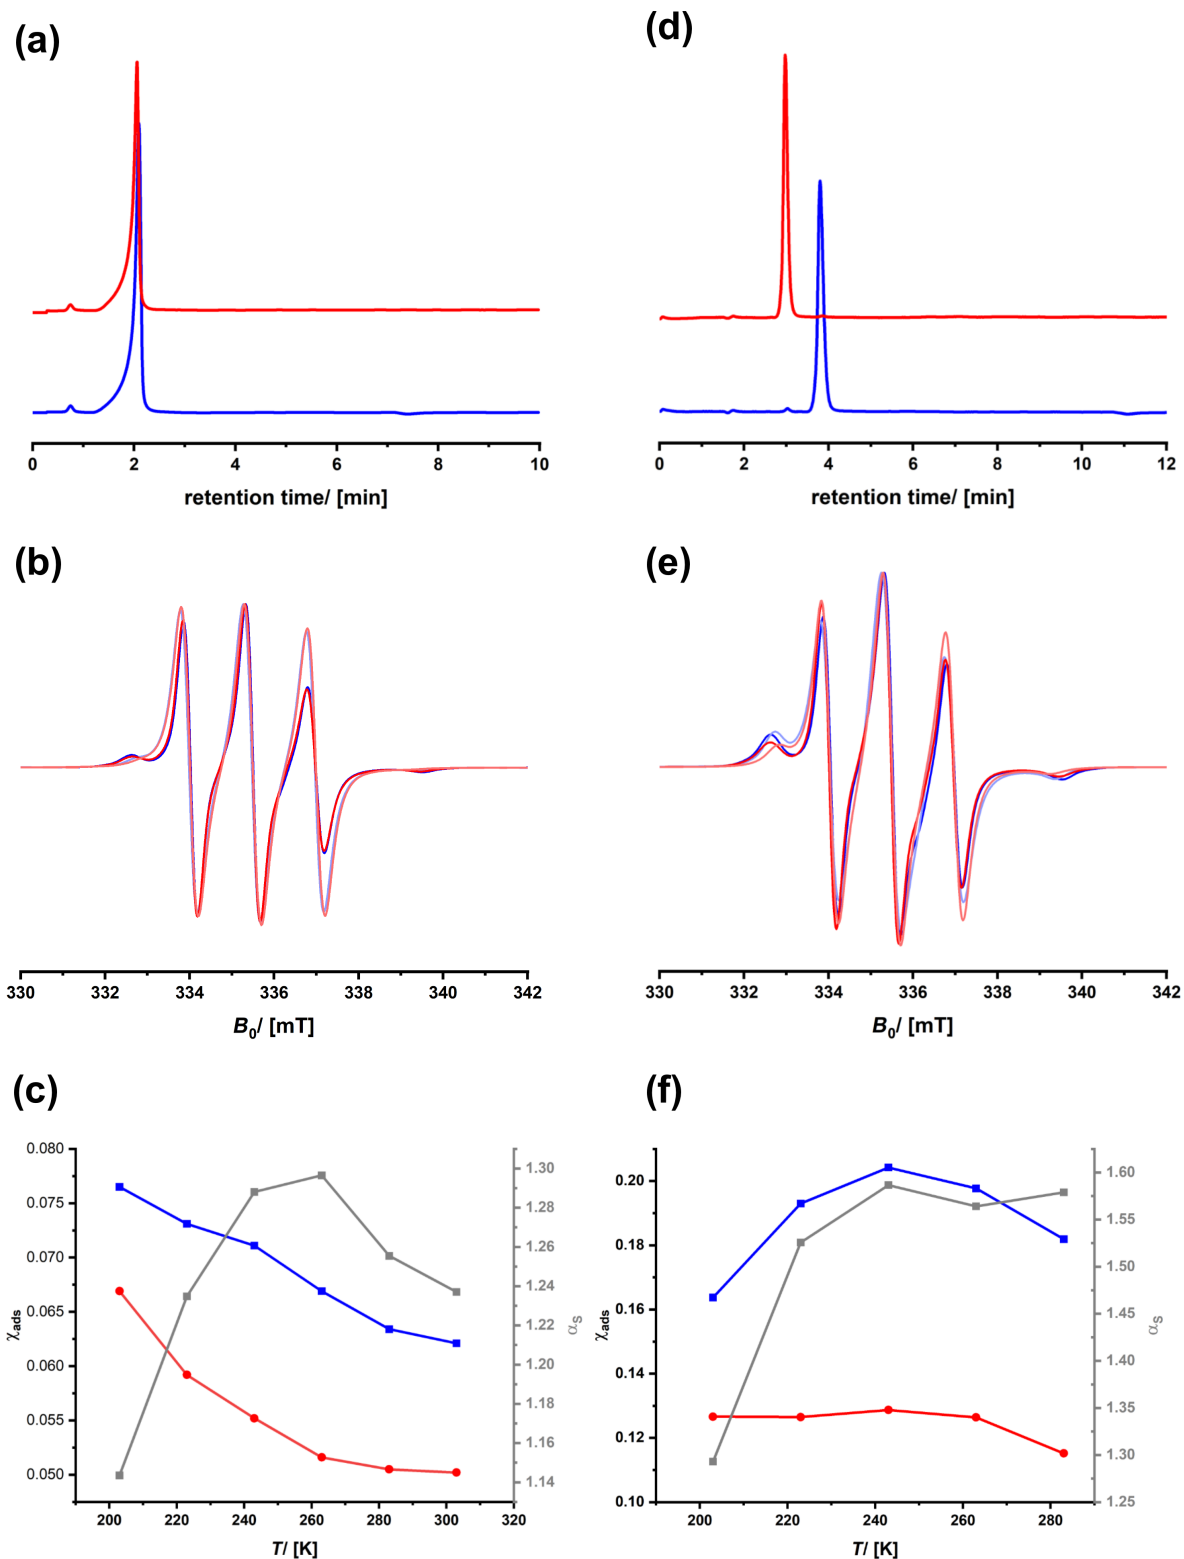 (a)
0 2 4 6 8 10
retention time/ [min]
(d)
0 2 4 6 8 10 12
retention time/ [min]
(b)
330 332 334 336 338 340 342
B0/ [mT]
(e)
330 332 334 336 338 340 342
B0/ [mT]
(c)
0.080
0.075
0.070
0.065
0.060
0.055
0.050
χads
1.30
1.28
1.26
1.24
1.22
1.20
1.18
1.16
1.14
αs
200 220 240 260 280 300 320
T/ [K]
(f)
0.20
0.18
0.16
0.14
0.12
0.10
χads
1.60
1.55
1.50
1.45
1.40
1.35
1.30
1.25
αs
200 220 240 260 280
T/ [K]